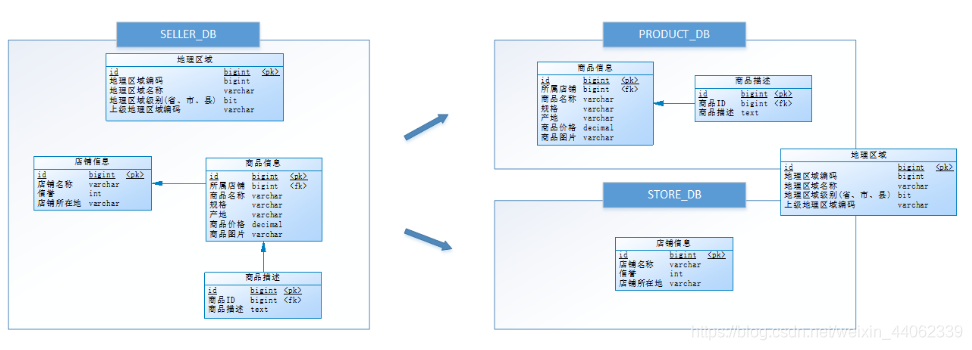 SELLER_DB
地理区域
id bigint <pk>
地理区域编码 bigint
地理区域名称 varchar
地理区域级别(省、市、县) bit
上级地理区域编码 varchar
店铺信息
id bigint <pk>
店铺名称 varchar
信誉 int
店铺所在地 varchar
商品信息
id bigint <pk>
所属店铺 bigint <fk>
商品名称 varchar
规格 varchar
产地 varchar
商品价格 decimal
商品图片 varchar
商品描述
id bigint <pk>
商品ID bigint <fk>
商品描述 text
PRODUCT_DB
商品信息
id bigint <pk>
所属店铺 bigint <fk>
商品名称 varchar
规格 varchar
产地 varchar
商品价格 decimal
商品图片 varchar
商品描述
id bigint <pk>
商品ID bigint <fk>
商品描述 text
地理区域
id bigint <pk>
地理区域编码 bigint
地理区域名称 varchar
地理区域级别(省、市、县) bit
上级地理区域编码 varchar
STORE_DB
店铺信息
id bigint <pk>
店铺名称 varchar
信誉 int
店铺所在地 varchar
https://blog.csdn.net/weixin_44062339